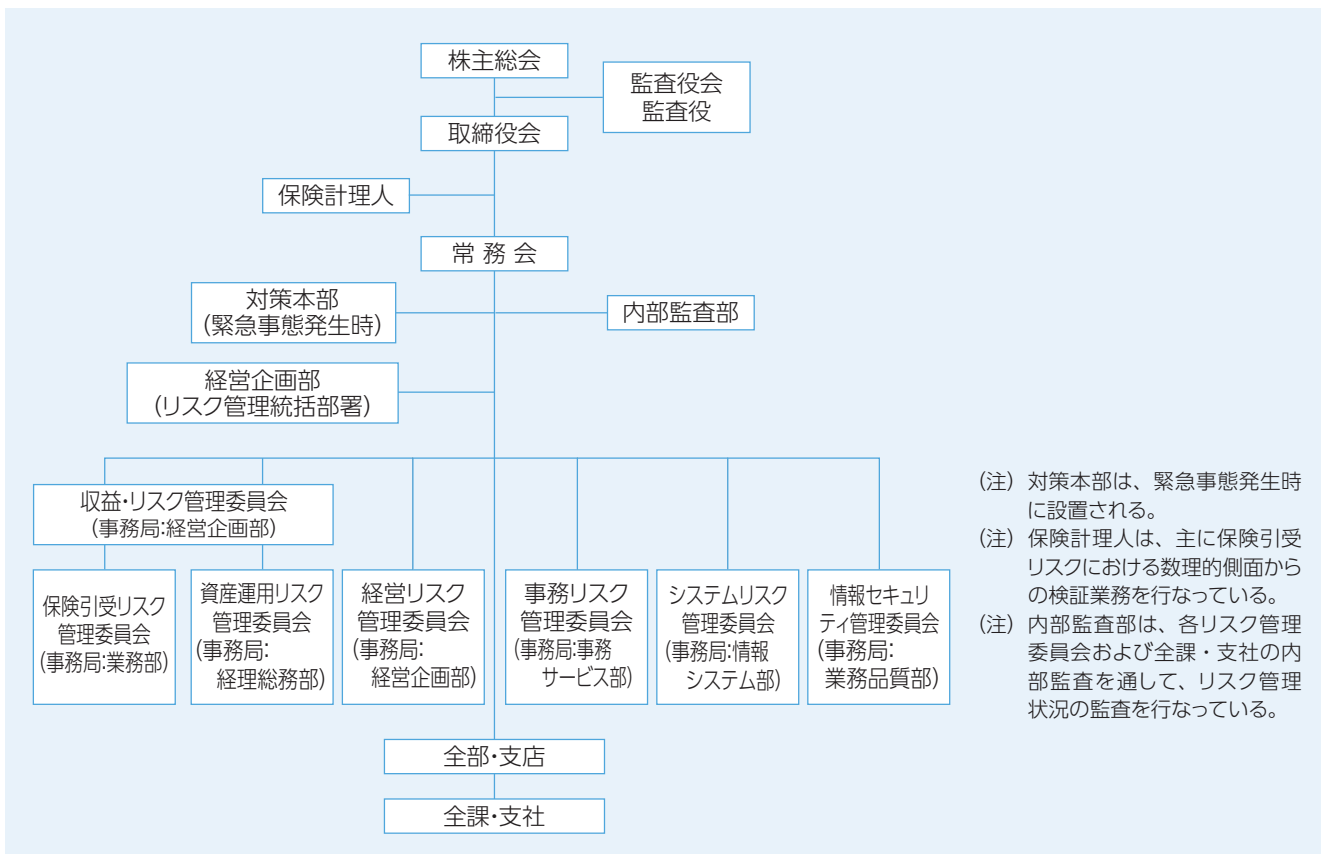 株主総会
監査役会
監査役
取締役会
保険計理人
常 務 会
対策本部
(緊急事態発生時)
内部監査部
経営企画部
(リスク管理統括部署)
収益・リスク管理委員会
(事務局:経営企画部)
保険引受リスク
管理委員会
(事務局:業務部)
資産運用リスク
管理委員会
(事務局:
経理総務部)
経営リスク
管理委員会
(事務局:
経営企画部)
事務リスク
管理委員会
(事務局:事務
サービス部)
システムリスク
管理委員会
(事務局:情報
システム部)
情報セキュリ
ティ管理委員会
(事務局:
業務品質部)
全部・支店
全課・支社
(注) 対策本部は、緊急事態発生時
に設置される。
(注) 保険計理人は、主に保険引受
リスクにおける数理的側面から
の検証業務を行なっている。
(注) 内部監査部は、各リスク管理
委員会および全課・支社の内
部監査を通して、リスク管理
状況の監査を行なっている。